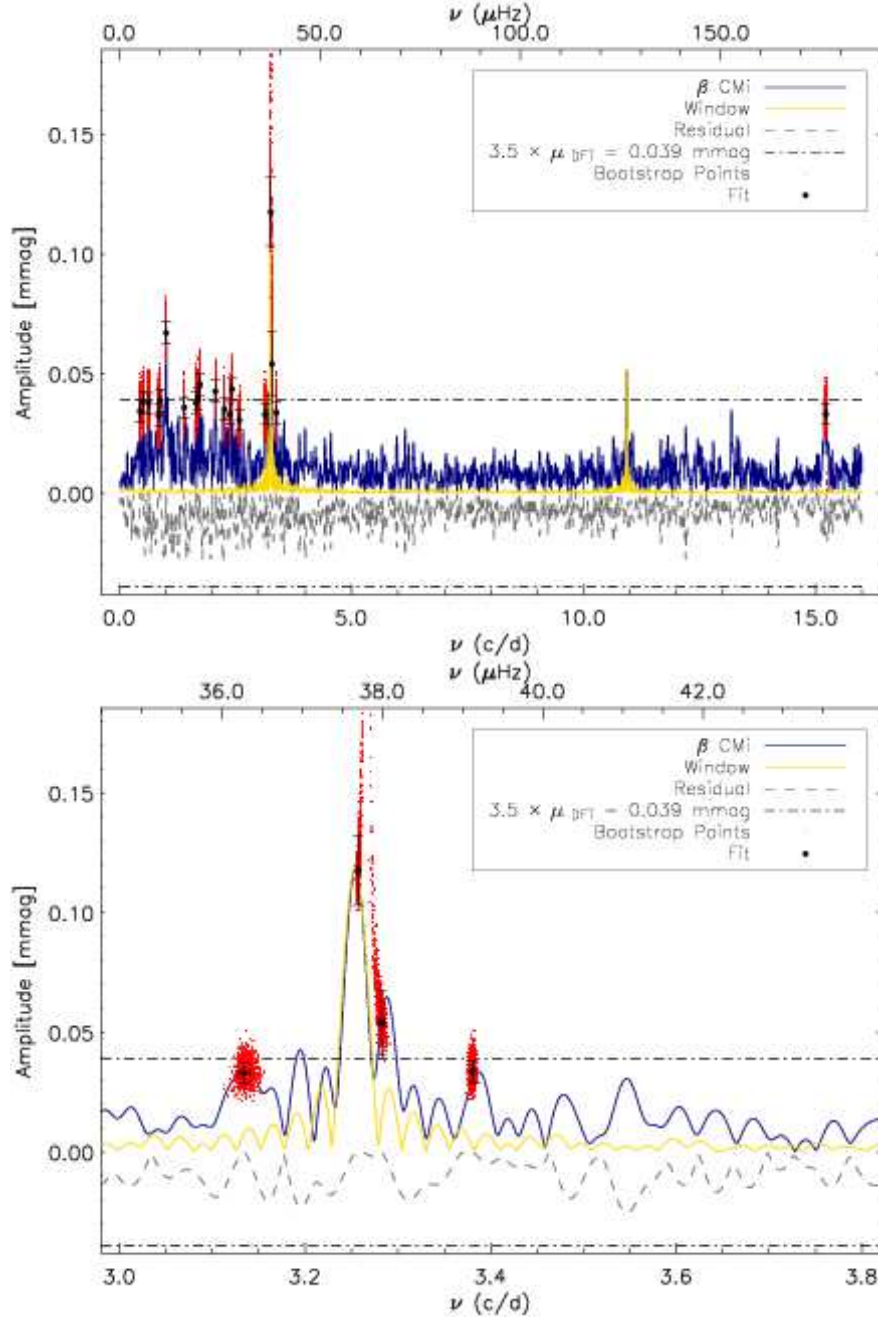 ν (μHz)
0.0 50.0 100.0 150.0
β CMi
Window
Residual
3.5 × μ DFT = 0.039 mmag
Bootstrap Points
Fit
0.15
0.10
0.05
0.00
Amplitude [mmag]
0.0 5.0 10.0 15.0
ν (c/d)
ν (μHz)
36.0 38.0 40.0 42.0
β CMi
Window
Residual
3.5 × μ DFT = 0.039 mmag
Bootstrap Points
Fit
0.15
0.10
0.05
0.00
Amplitude [mmag]
3.0 3.2 3.4 3.6 3.8
ν (c/d)